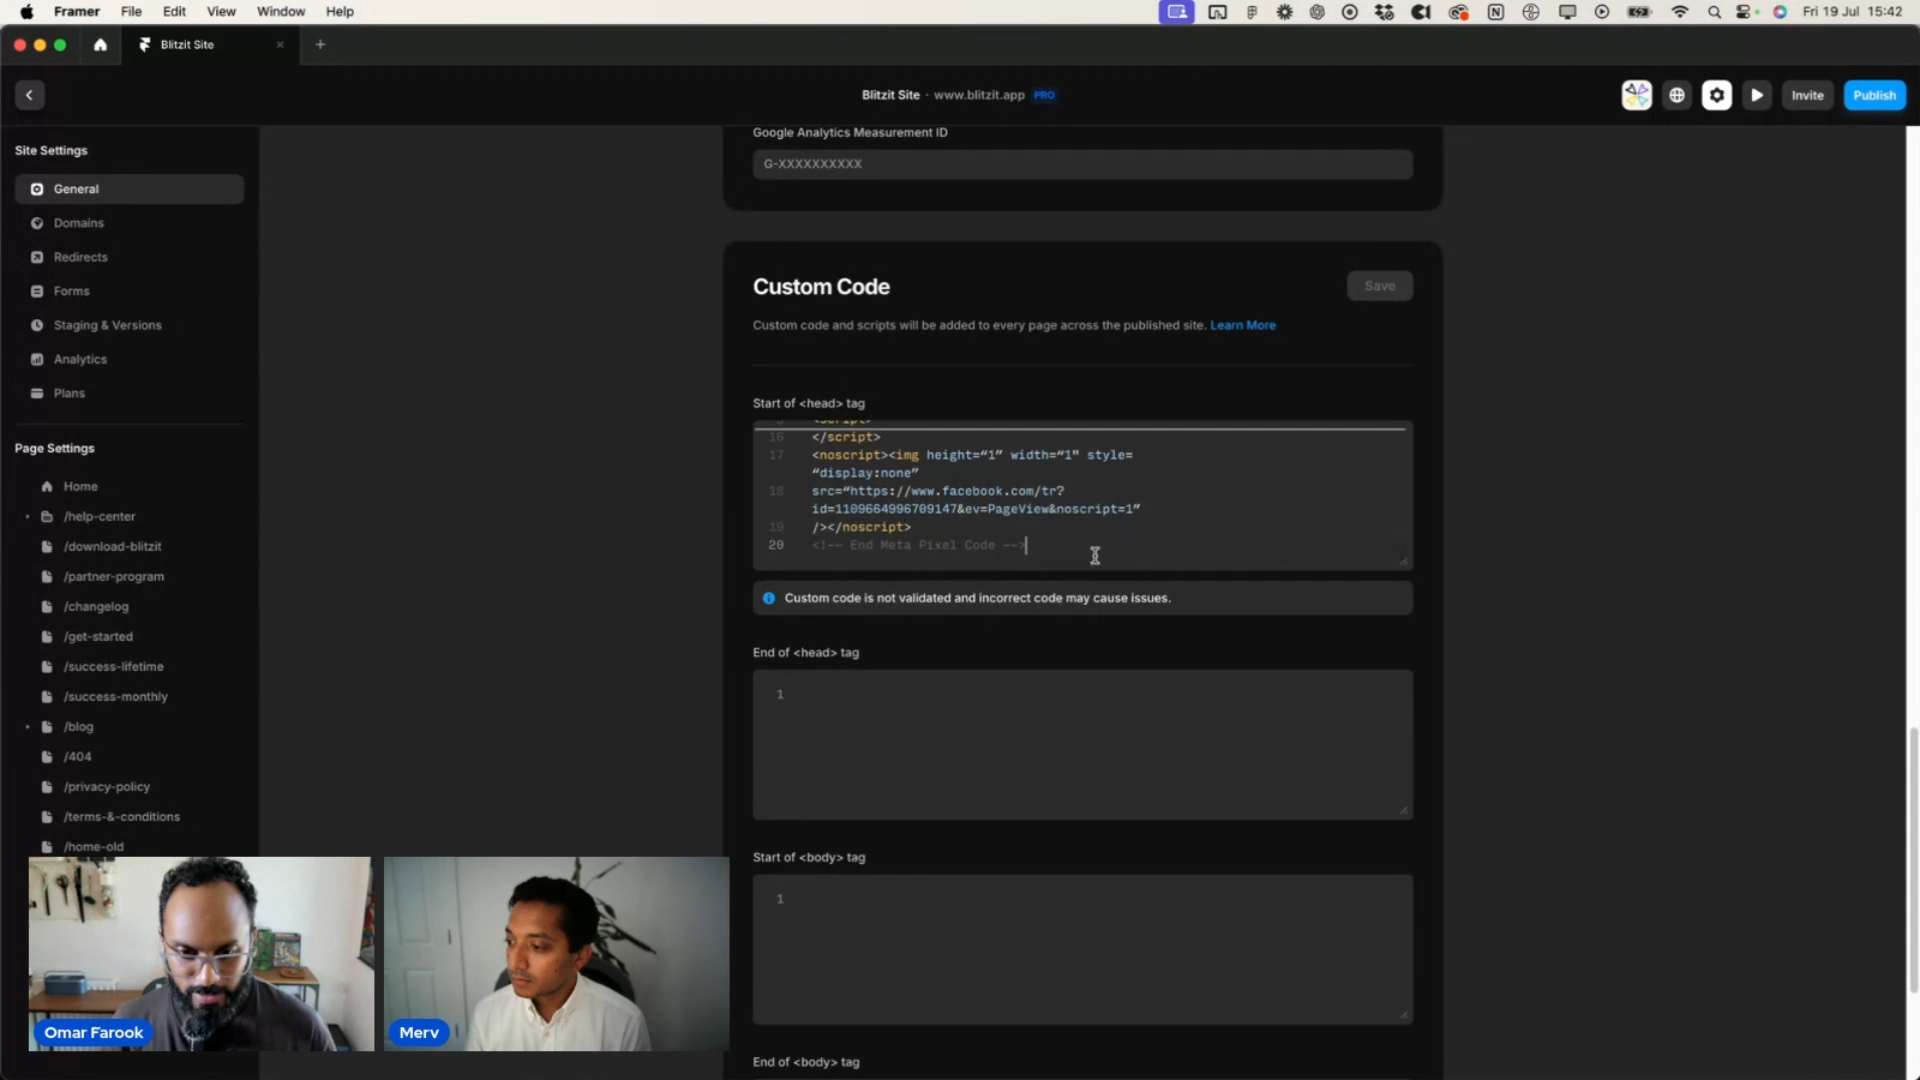 Framer File Edit View Window Help Fri 19 Jul 15:42
Blitzit Site
Blitzit Site · www.blitzit.app PRO
Invite Publish
Site Settings
General
Domains
Redirects
Forms
Staging & Versions
Analytics
Plans
Page Settings
Home
/help-center
/download-blitzit
/partner-program
/changelog
/get-started
/success-lifetime
/success-monthly
/blog
/404
/privacy-policy
/terms-&-conditions
/home-old
Google Analytics Measurement ID
G-XXXXXXXXXX
Custom Code
Save
Custom code and scripts will be added to every page across the published site. Learn More
Start of <head> tag
<script>
16 </script>
17 <noscript><img height=“1” width=“1" style=
“display:none”
18 src=“https://www.facebook.com/tr?
id=1109664996709147&ev=PageView&noscript=1”
19 /></noscript>
20 <!-- End Meta Pixel Code -->
Custom code is not validated and incorrect code may cause issues.
End of <head> tag
1
Start of <body> tag
1
End of <body> tag
Omar Farook
Merv